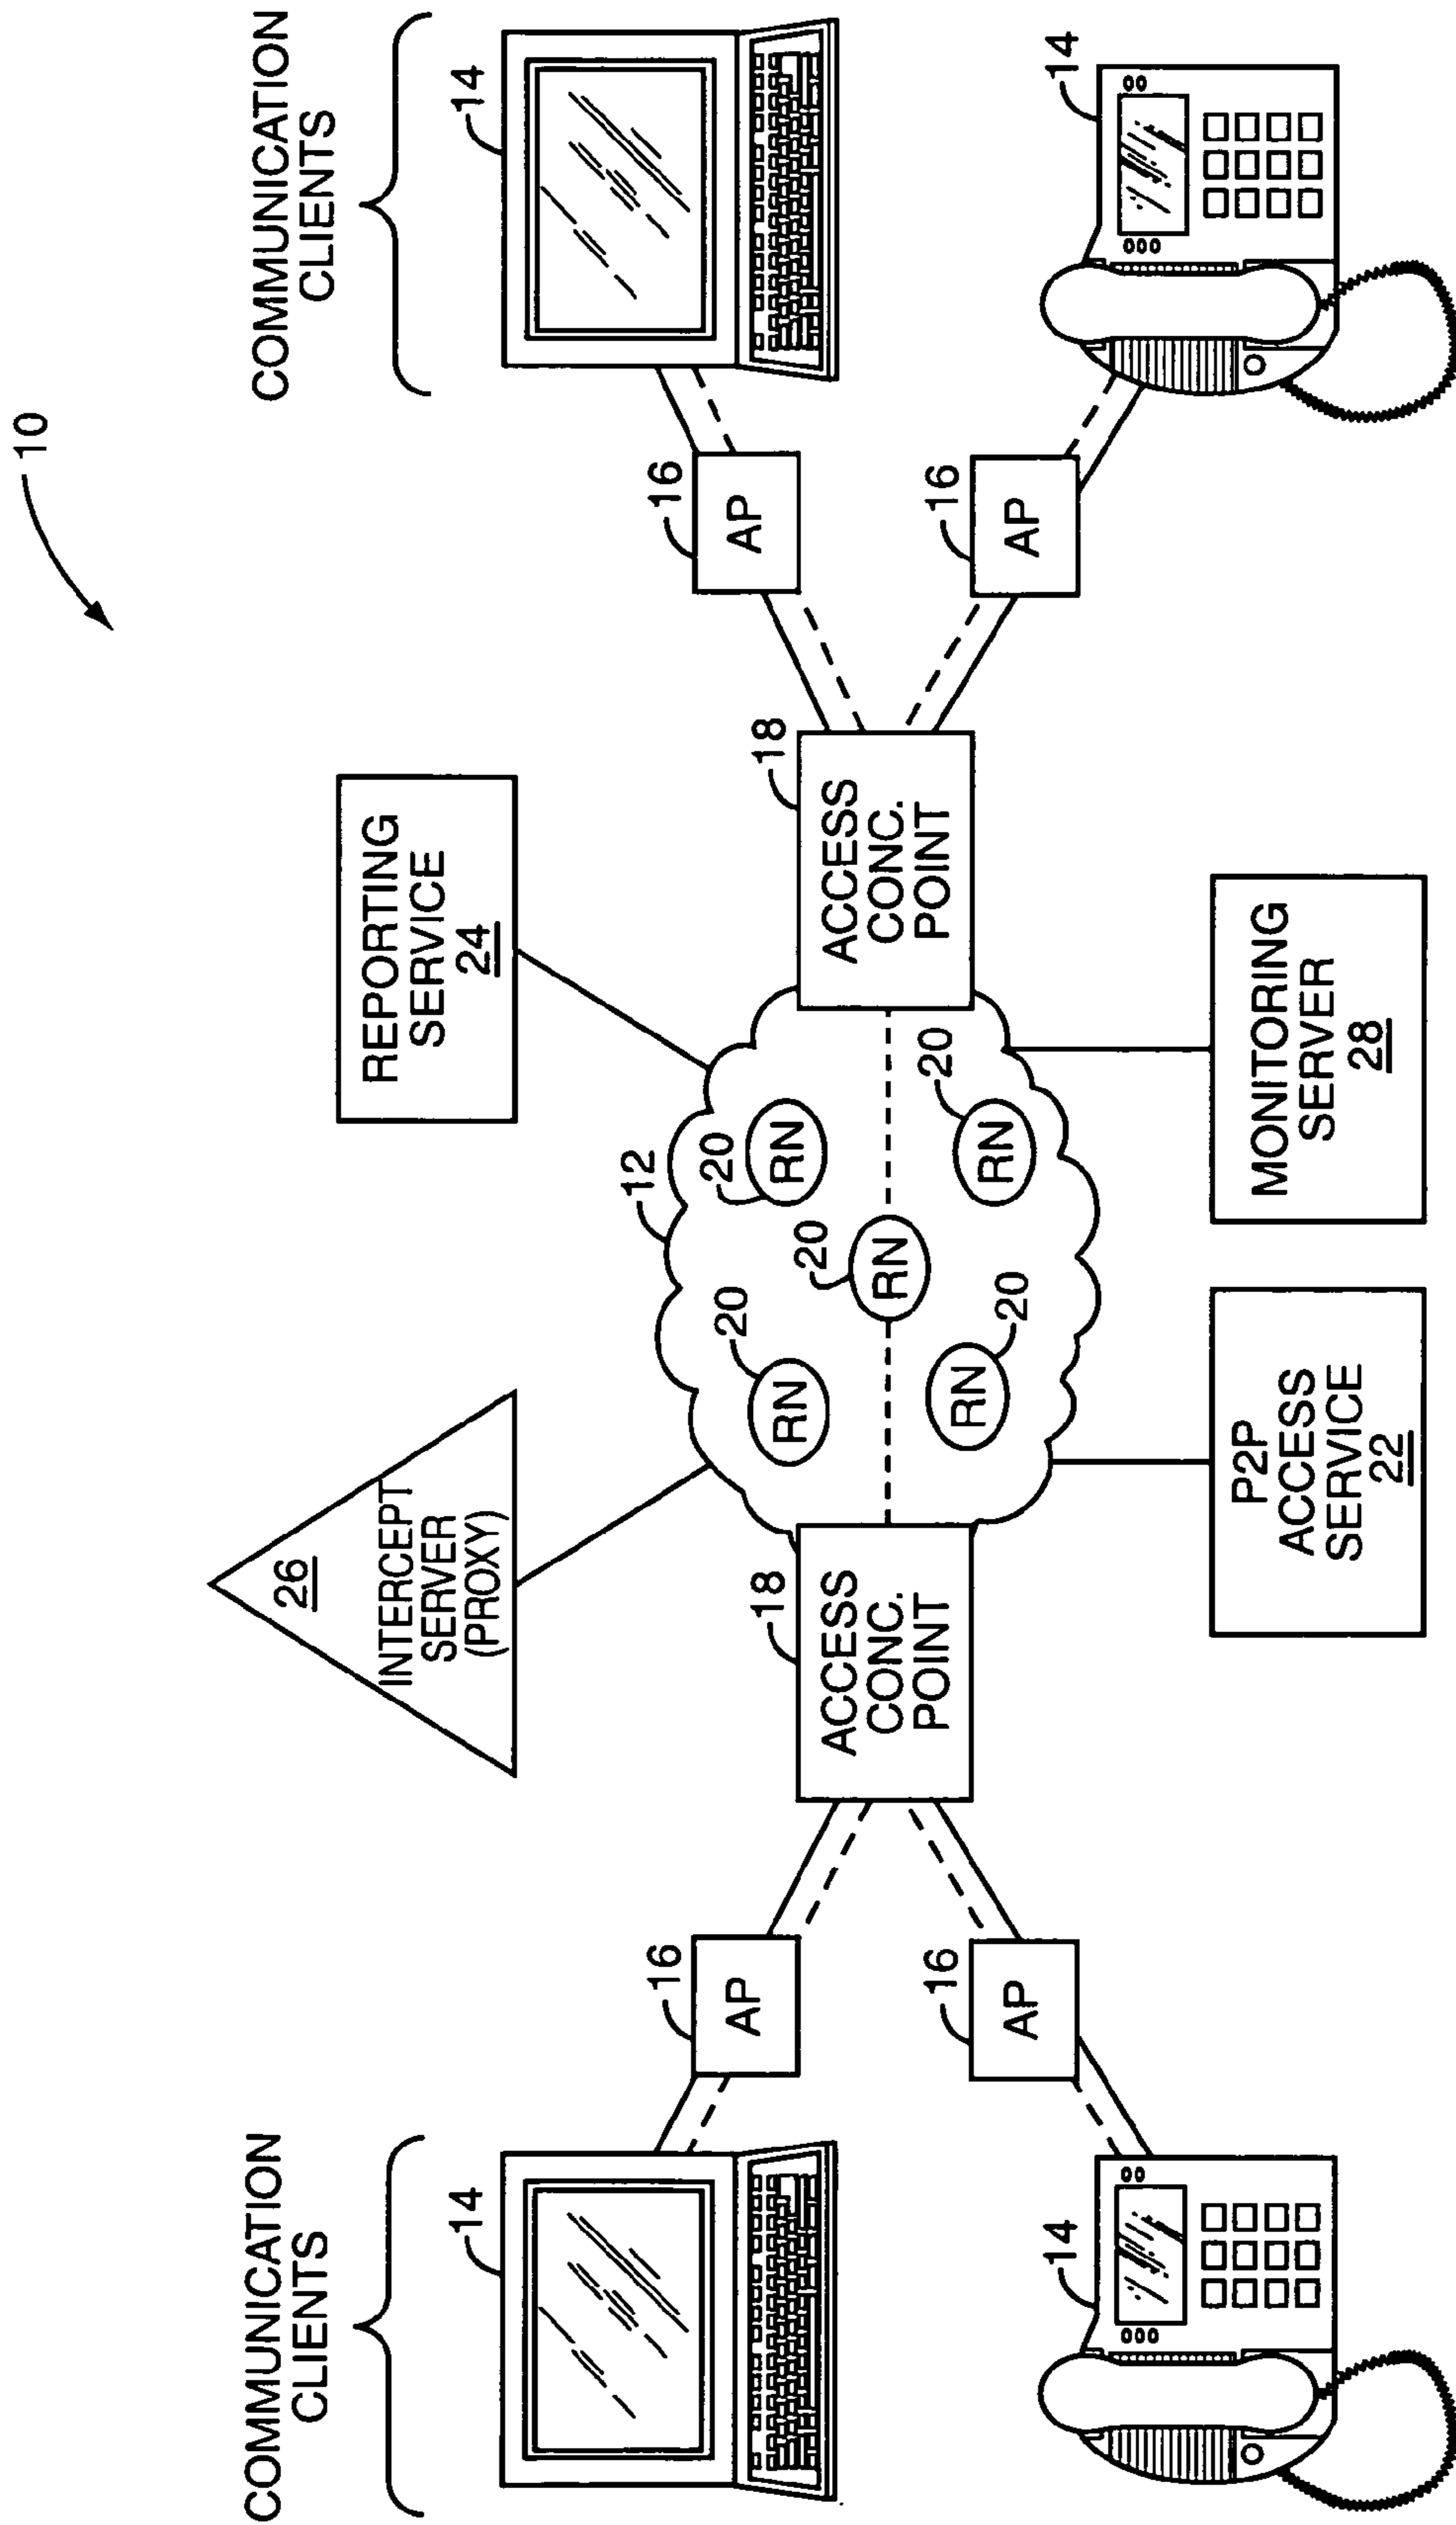 10
COMMUNICATION
CLIENTS
COMMUNICATION
CLIENTS
26
INTERCEPT
SERVER
(PROXY)
REPORTING
SERVICE
24
14
14
16
AP
16
AP
12
18
ACCESS
CONC.
POINT
18
ACCESS
CONC.
POINT
20
RN
20
RN
20
RN
20
RN
20
RN
16
AP
16
AP
14
14
P2P
ACCESS
SERVICE
22
MONITORING
SERVER
28